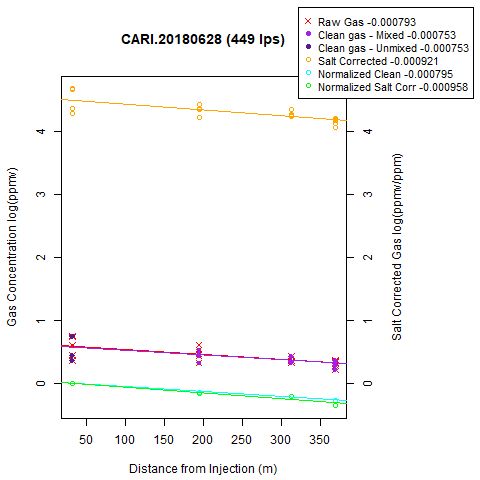 CARI.20180628 (449 lps)
Raw Gas -0.000793
Clean gas - Mixed -0.000753
Clean gas - Unmixed -0.000753
Salt Corrected -0.000921
Normalized Clean -0.000795
Normalized Salt Corr -0.000958
Gas Concentration log(ppmv)
4
3
2
1
0
Salt Corrected Gas log(ppmv/ppm)
4
3
2
1
0
50 100 150 200 250 300 350
Distance from Injection (m)